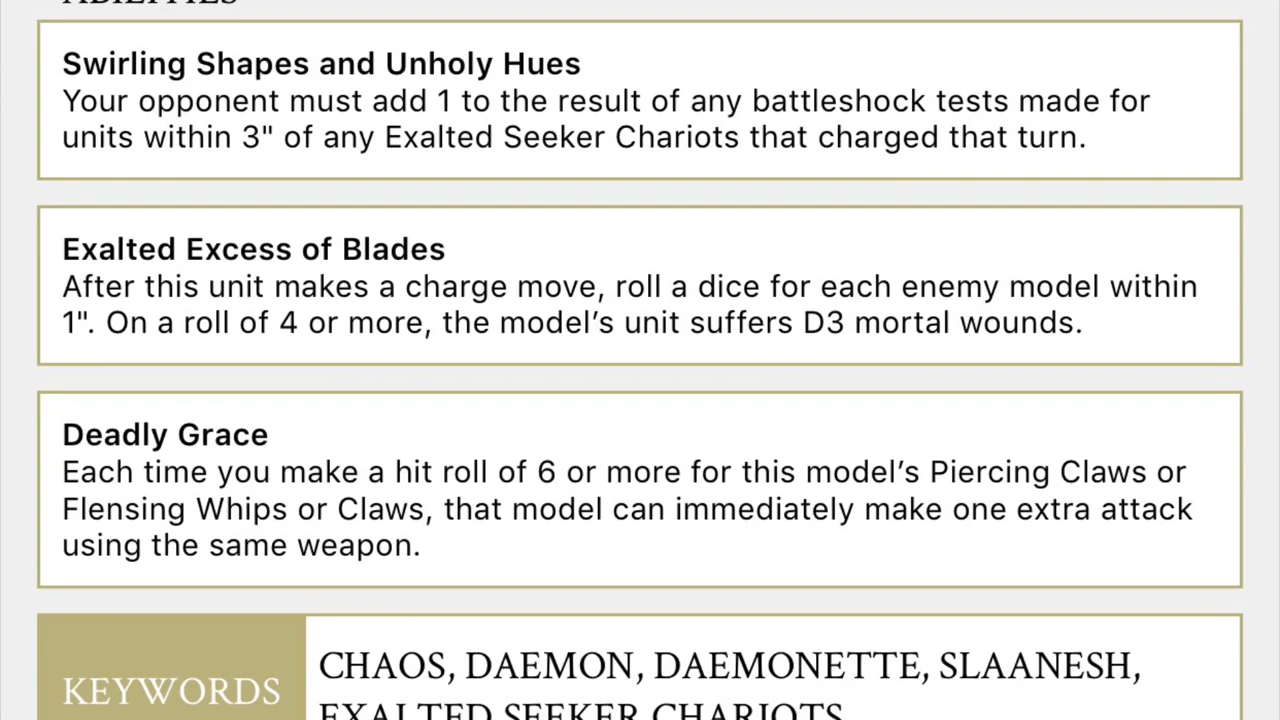 ABILITIES
Swirling Shapes and Unholy Hues
Your opponent must add 1 to the result of any battleshock tests made for
units within 3" of any Exalted Seeker Chariots that charged that turn.
Exalted Excess of Blades
After this unit makes a charge move, roll a dice for each enemy model within
1". On a roll of 4 or more, the model’s unit suffers D3 mortal wounds.
Deadly Grace
Each time you make a hit roll of 6 or more for this model’s Piercing Claws or
Flensing Whips or Claws, that model can immediately make one extra attack
using the same weapon.
KEYWORDS
CHAOS, DAEMON, DAEMONETTE, SLAANESH,
EXALTED SEEKER CHARIOTS